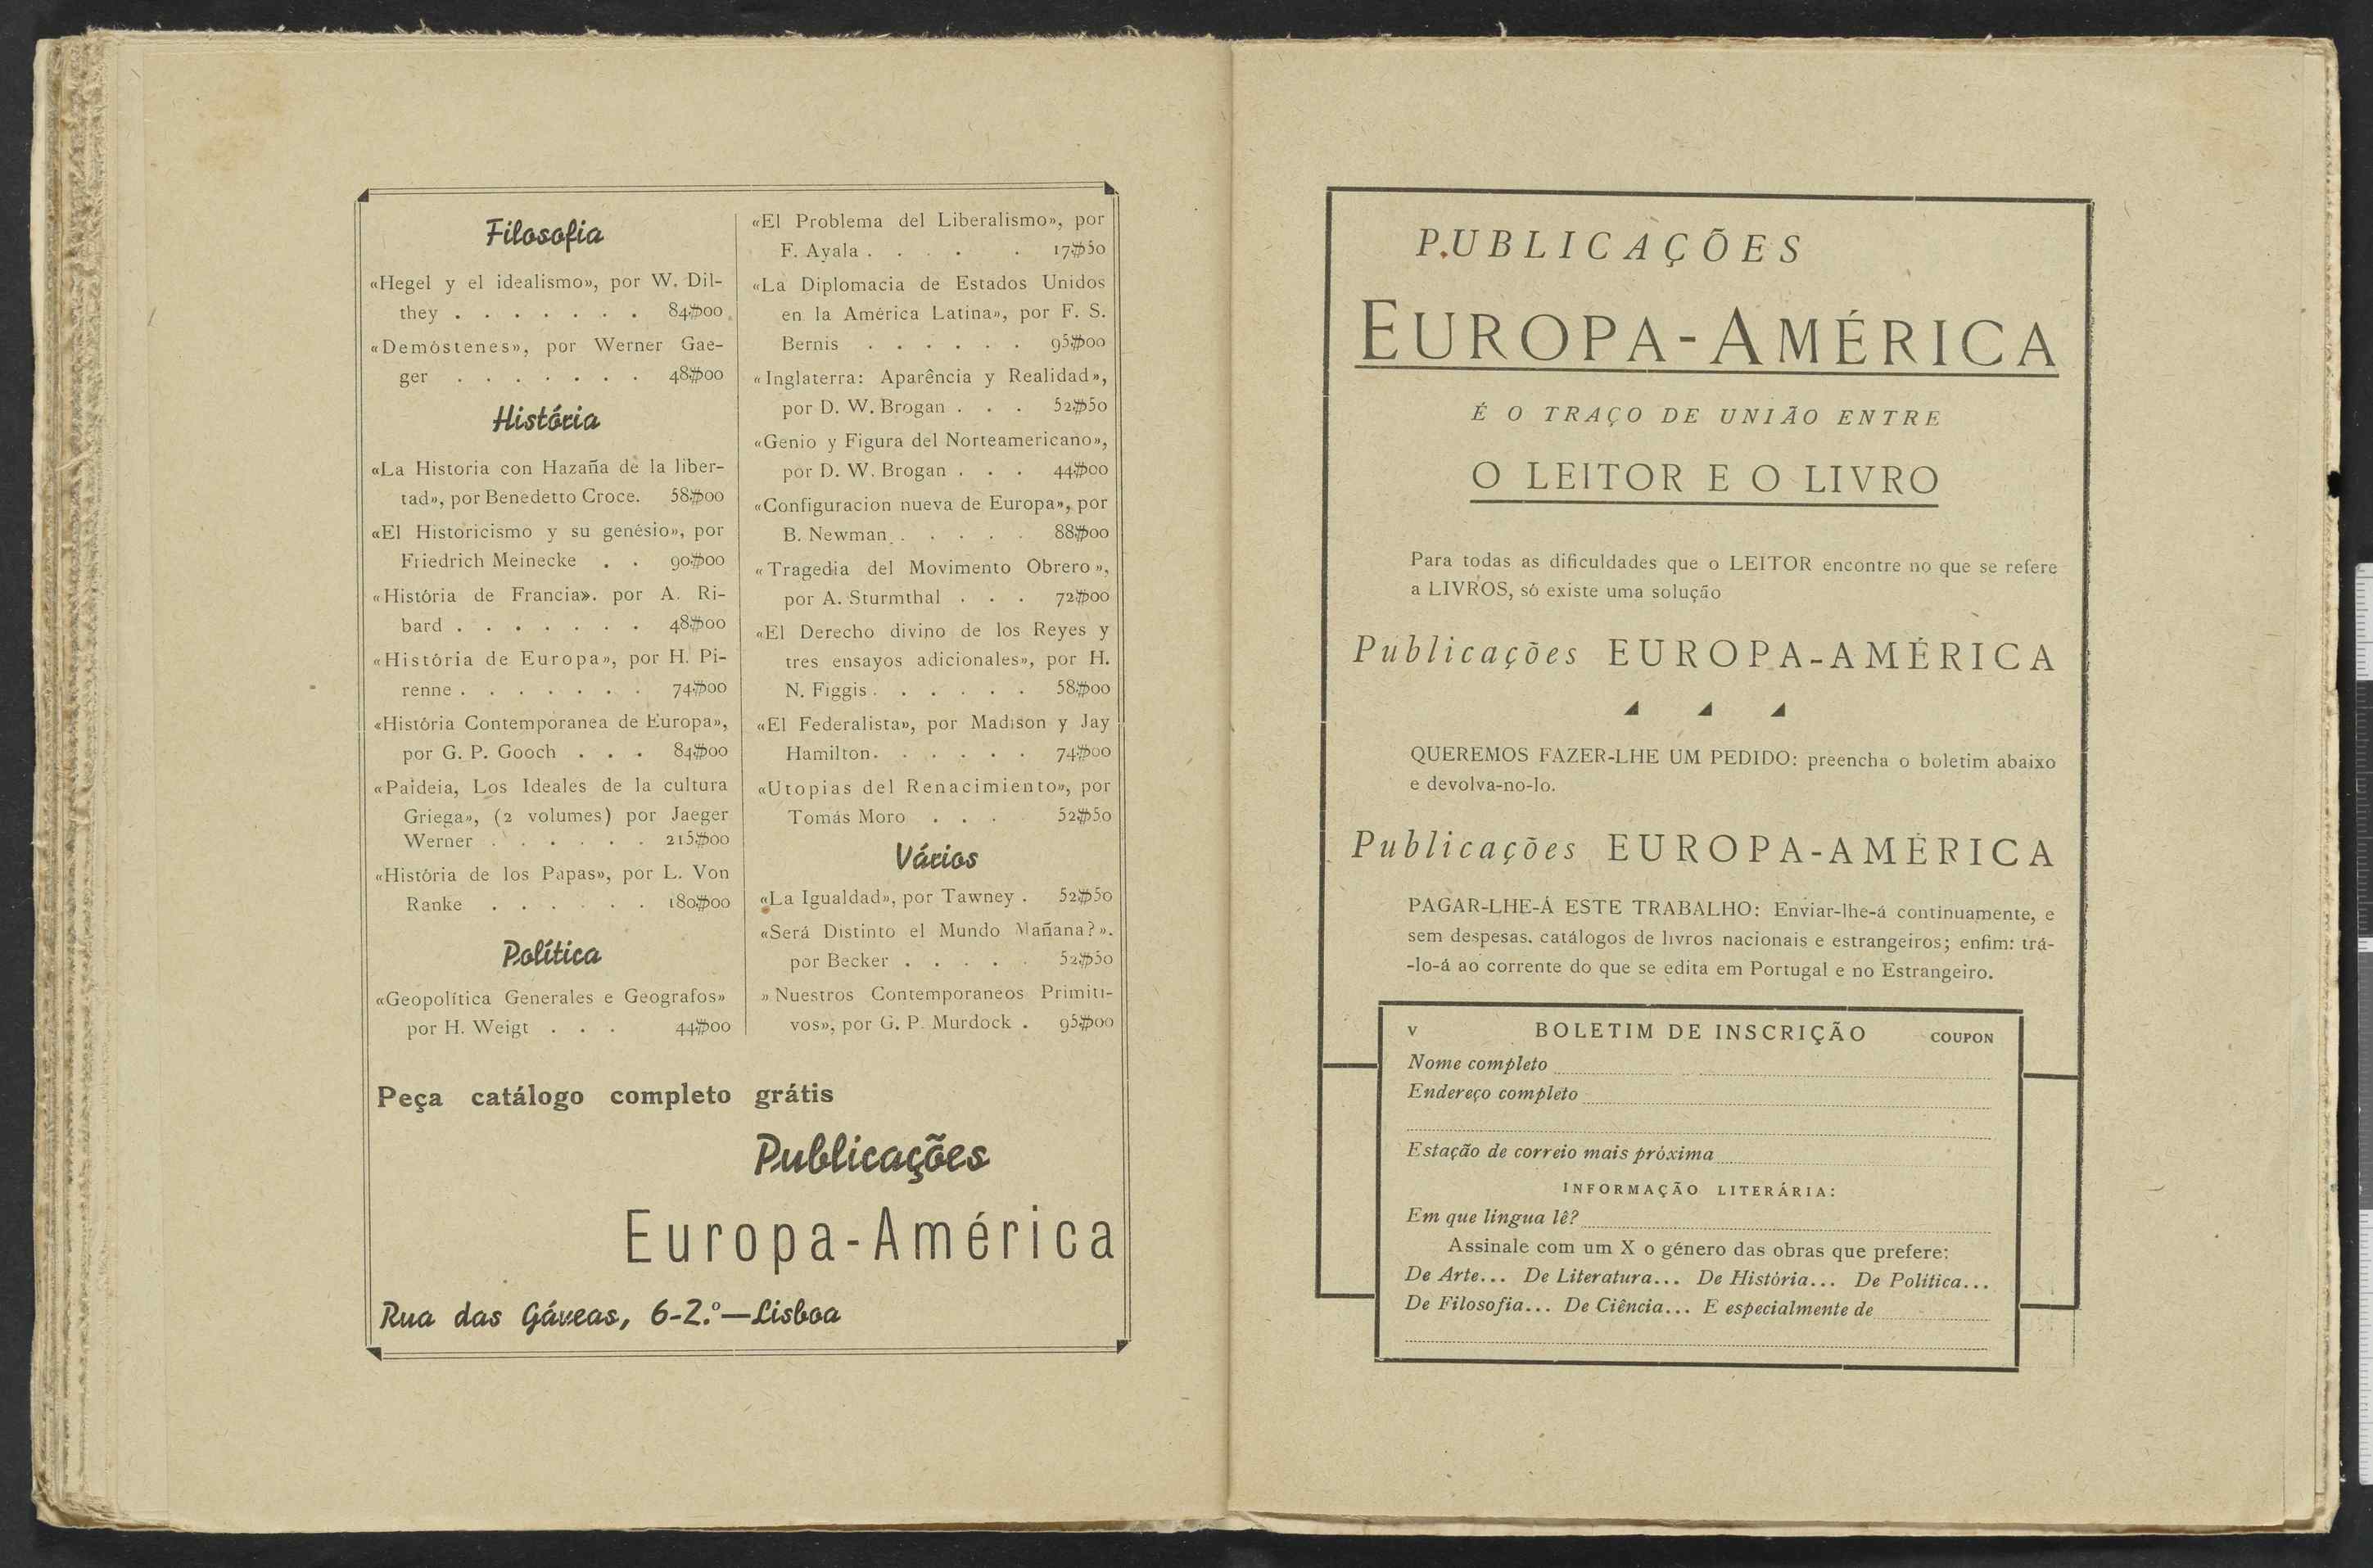 Filosofia
«Hegel y el idealismo», por W. Dil-
they . . . . . . . 84$00
«Demóstenes», por Werner Gae-
ger . . . . . . . 48$00
História
«La Historia con Hazaña de la liber-
tad», por Benedetto Croce. 58$00
«El Historicismo y su genésio», por
Friedrich Meinecke . . 90$00
«História de Francia». por A. Ri-
bard . . . . . . . 48$00
«História de Europa», por H. Pi-
renne . . . . . . . 74$00
«História Contemporanea de Europa»,
por G. P. Gooch . . . 84$00
«Paideia, Los Ideales de la cultura
Griega», (2 volumes) por Jaeger
Werner . . . . . . 215$00
«História de los Papas», por L. Von
Ranke . . . . . . 180$00
Política
«Geopolítica Generales e Geografos»
por H. Weigt . . . 44$00
«El Problema del Liberalismo», por
F. Ayala . . . . . 17$50
«La Diplomacia de Estados Unidos
en la América Latina», por F. S.
Bernis . . . . . . 95$00
«Inglaterra: Aparência y Realidad»,
por D. W. Brogan . . . 52$50
«Genio y Figura del Norteamericano»,
por D. W. Brogan . . . 44$00
«Configuracion nueva de Europa», por
B. Newman . . . . . 88$00
«Tragedia del Movimento Obrero»,
por A. Sturmthal . . . 72$00
«El Derecho divino de los Reyes y
tres ensayos adicionales», por H.
N. Figgis . . . . . . 58$00
«El Federalista», por Madison y Jay
Hamilton. . . . . . 74$00
«Utopias del Renacimiento», por
Tomás Moro . . . 52$50
Vários
«La Igualdad», por Tawney . 52$50
«Será Distinto el Mundo Mañana?».
por Becker . . . . . 52$50
» Nuestros Contemporaneos Primiti-
vos», por G. P. Murdock . 95$00
Peça catálogo completo grátis
Publicações
Europa-América
Rua das Gáveas, 6-2.º—Lisboa
PUBLICAÇÕES
EUROPA-AMÉRICA
É O TRAÇO DE UNIÃO ENTRE
O LEITOR E O LIVRO
Para todas as dificuldades que o LEITOR encontre no que se refere
a LIVROS, só existe uma solução
Publicações EUROPA-AMÉRICA
QUEREMOS FAZER-LHE UM PEDIDO: preencha o boletim abaixo
e devolva-no-lo.
Publicações EUROPA-AMÉRICA
PAGAR-LHE-Á ESTE TRABALHO: Enviar-lhe-á continuamente, e
sem despesas. catálogos de livros nacionais e estrangeiros; enfim: trá-
-lo-á ao corrente do que se edita em Portugal e no Estrangeiro.
V BOLETIM DE INSCRIÇÃO COUPON
Nome completo
Endereço completo
Estação de correio mais próxima
INFORMAÇÃO LITERÁRIA:
Em que língua lê?
Assinale com um X o género das obras que prefere:
De Arte... De Literatura... De História... De Política...
De Filosofia... De Ciência... E especialmente de